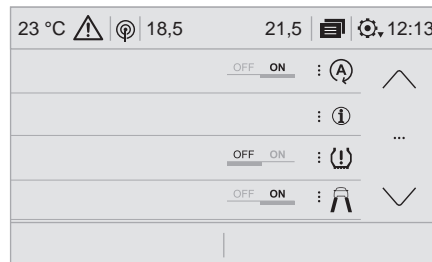 23 °C 18,5 21,5 12:13
OFF ON : A
: i
OFF ON : (!)
...
OFF ON :